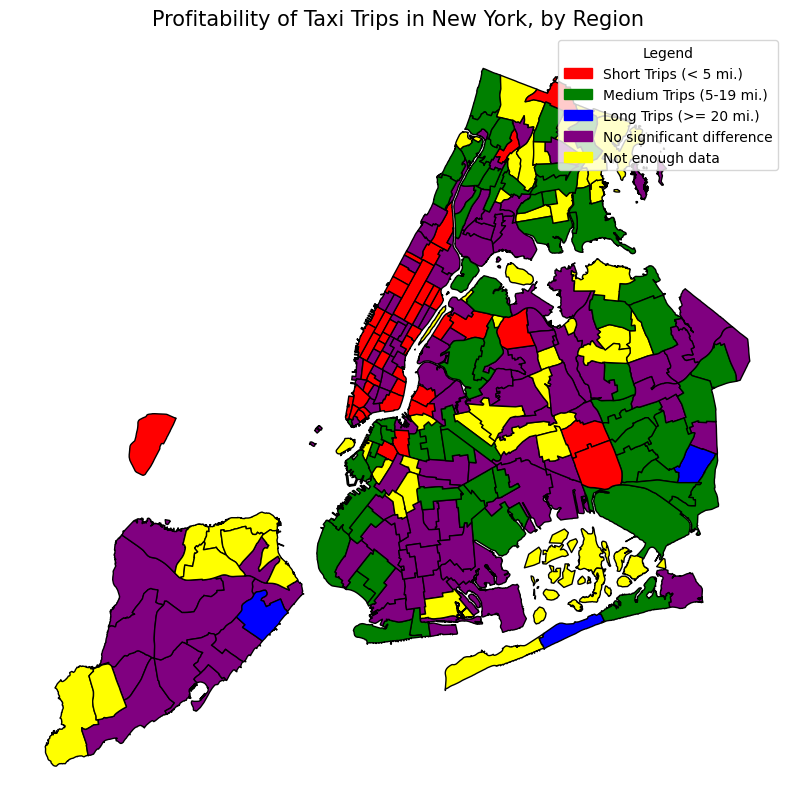 Profitability of Taxi Trips in New York, by Region
Legend
Short Trips (< 5 mi.)
Medium Trips (5-19 mi.)
Long Trips (>= 20 mi.)
No significant difference
Not enough data